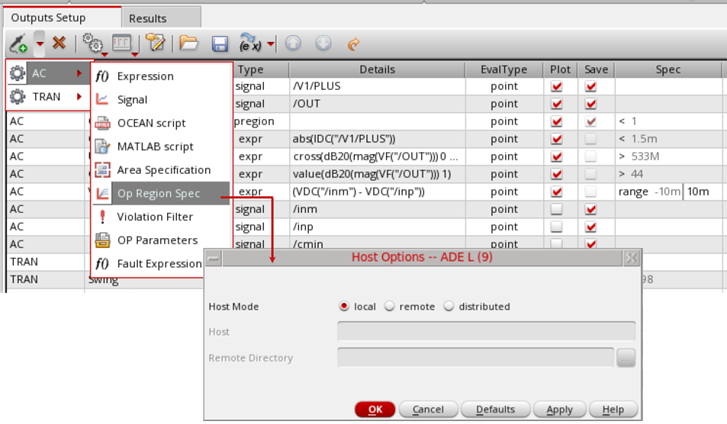 Outputs Setup Results
Type Details EvalType Plot Save Spec
AC
TRAN
Expression
Signal
OCEAN script
MATLAB script
Area Specification
Op Region Spec
Violation Filter
OP Parameters
Fault Expression
signal /V1/PLUS point
signal /OUT point
AC pregion point < 1
AC expr abs(IDC("/V1/PLUS")) point < 1.5m
AC expr cross(dB20(mag(VF("/OUT"))) 0 ... point > 533M
AC expr value(dB20(mag(VF("/OUT"))) 1) point > 44
AC expr (VDC("/inm") - VDC("/inp")) point range -10m 10m
AC signal /inm point
AC signal /inp point
AC signal /cmin point
TRAN
TRAN Swing 98
Host Options -- ADE L (9)
Host Mode local remote distributed
Host
Remote Directory
...
OK Cancel Defaults Apply Help